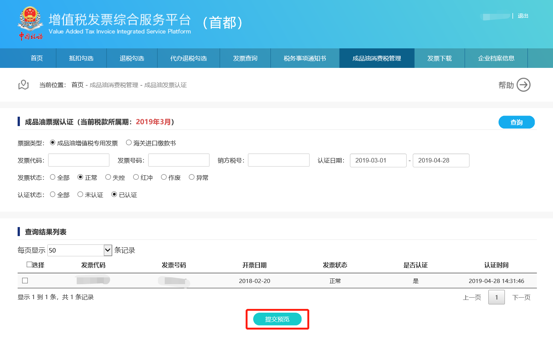 增值税发票综合服务平台 （首都）
Value Added Tax Invoice Integrated Service Platform
| 退出
首页 抵扣勾选 退税勾选 代办退税勾选 发票查询 税务事项通知书 成品油消费税管理 发票下载 企业档案信息
当前位置： 首页 - 成品油消费税管理 - 成品油发票认证 帮助
成品油票据认证（当前税款所属期：2019年3月） 查询
票据类型： 成品油增值税专用发票 海关进口缴款书
发票代码： 发票号码： 销方税号： 认证日期： 2019-03-01 - 2019-04-28
发票状态： 全部 正常 失控 红冲 作废 异常
认证状态： 全部 未认证 已认证
查询结果列表
每页显示 50 条记录
选择 发票代码 发票号码 开票日期 发票状态 是否认证 认证时间
2018-02-20 正常 是 2019-04-28 14:31:46
显示 1 到 1 条，共 1 条记录 上一页 1 下一页
提交报告